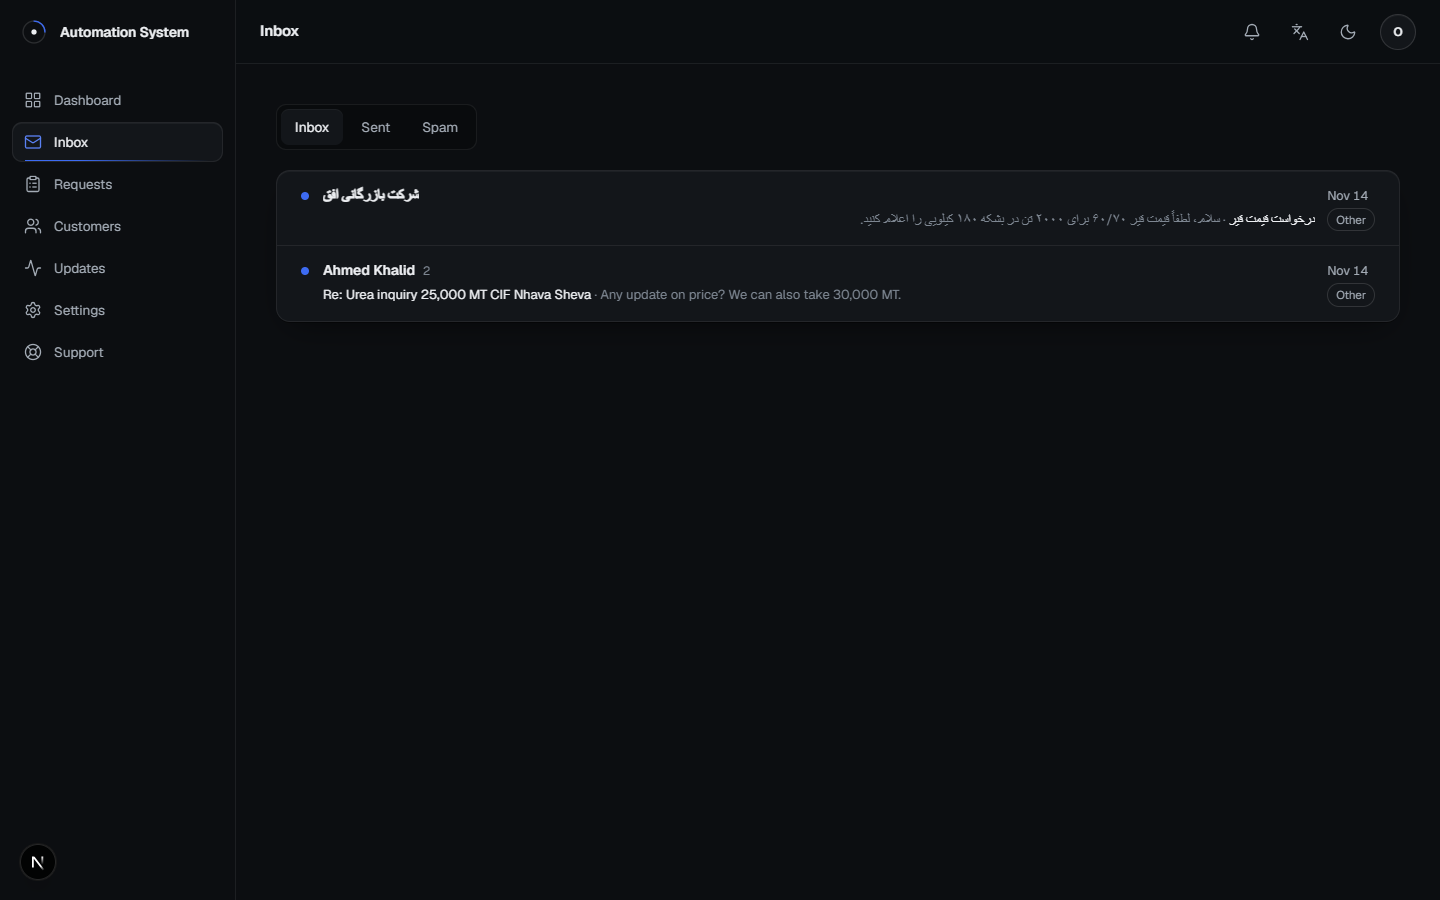 Automation System
Inbox
O
Dashboard
Inbox
Requests
Customers
Updates
Settings
Support
Inbox
Sent
Spam
شرکت بازرگانی افق
Nov 14
درخواست قیمت قیر · سلام، لطفاً قیمت قیر ۶۰/۷۰ برای ۲۰۰۰ تن در بشکه ۱۸۰ کیلویی را اعلام کنید.
Other
Ahmed Khalid 2
Nov 14
Re: Urea inquiry 25,000 MT CIF Nhava Sheva · Any update on price? We can also take 30,000 MT.
Other
N